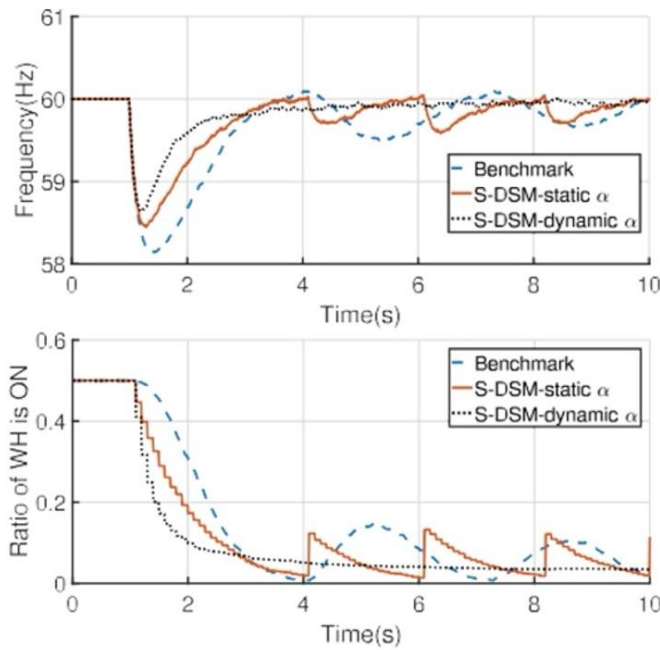 61
60
59
58
Frequency(Hz)
Benchmark
S-DSM-static α
S-DSM-dynamic α
0 2 4 6 8 10
Time(s)
0.6
0.4
0.2
0
Ratio of WH is ON
Benchmark
S-DSM-static α
S-DSM-dynamic α
0 2 4 6 8 10
Time(s)